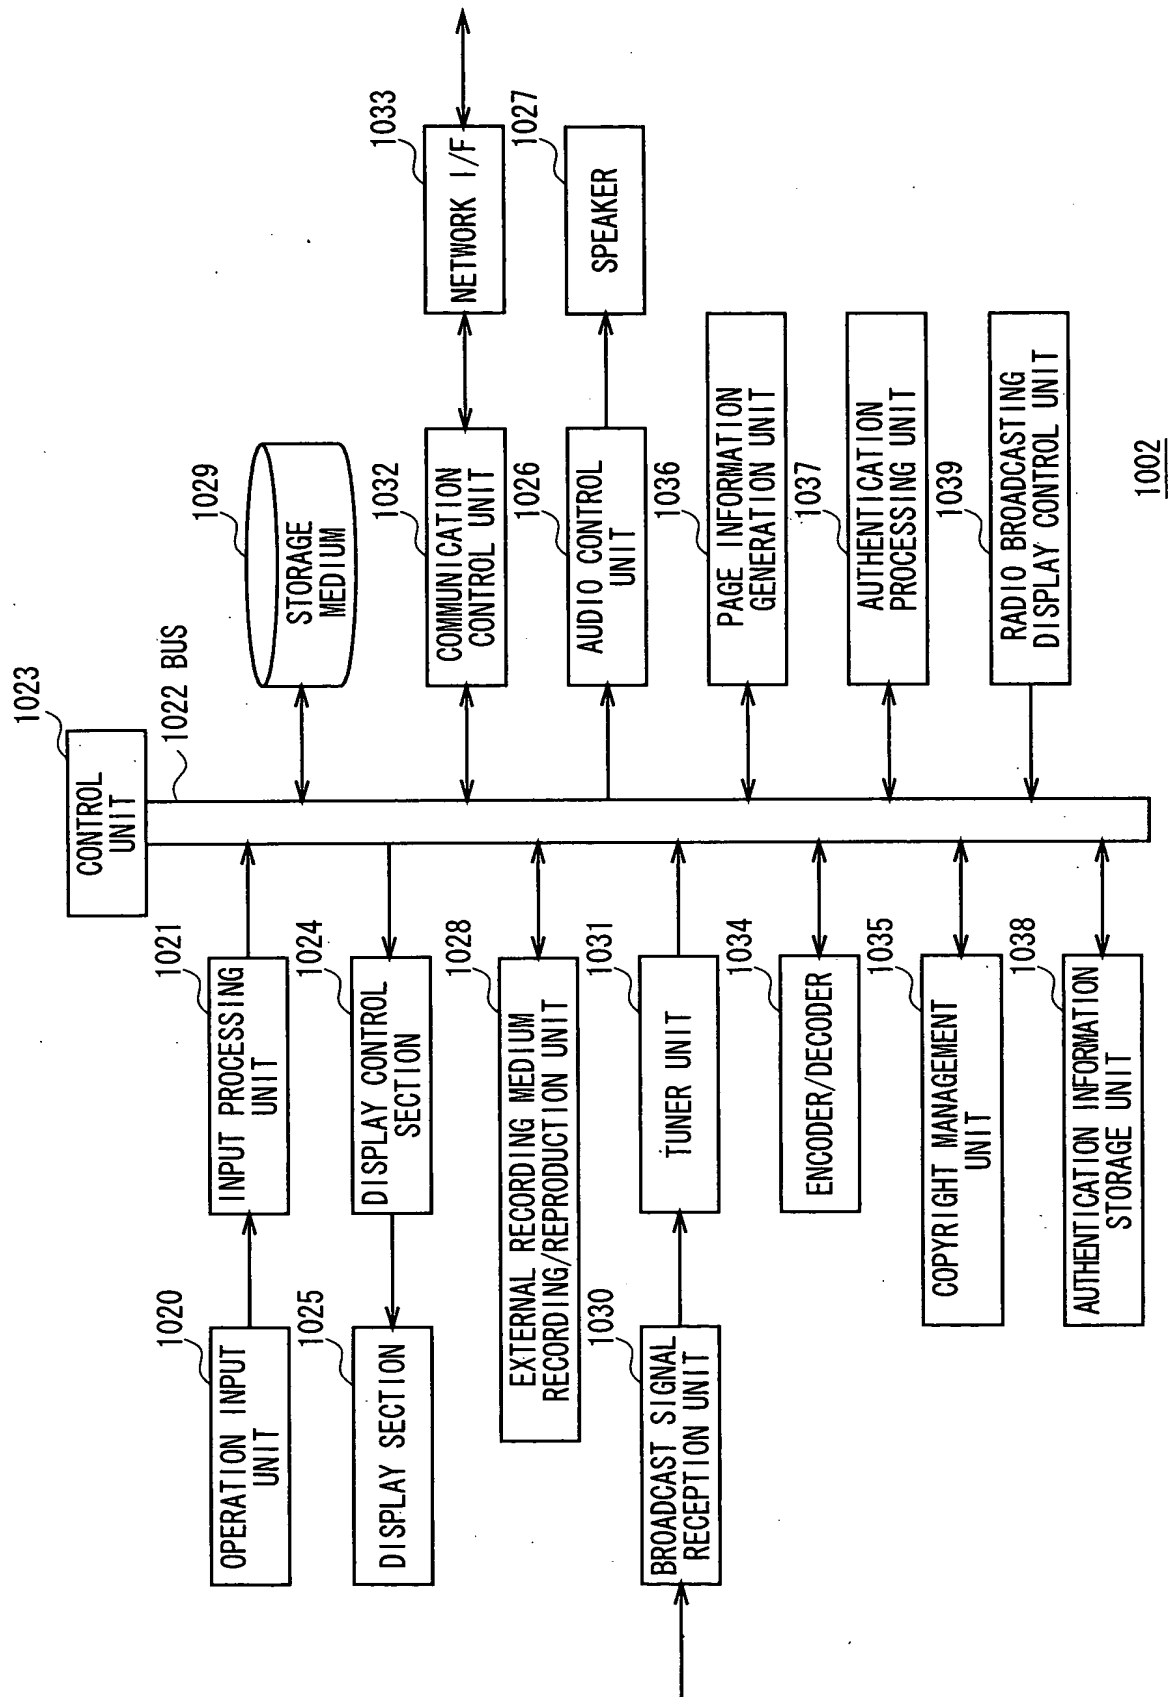 1023
CONTROL
UNIT
1022 BUS
1020
OPERATION INPUT
UNIT
1021
INPUT PROCESSING
UNIT
1025
DISPLAY SECTION
1024
DISPLAY CONTROL
SECTION
1028
EXTERNAL RECORDING MEDIUM
RECORDING/REPRODUCTION UNIT
1030
BROADCAST SIGNAL
RECEPTION UNIT
1031
TUNER UNIT
1034
ENCODER/DECODER
1035
COPYRIGHT MANAGEMENT
UNIT
1038
AUTHENTICATION INFORMATION
STORAGE UNIT
1029
STORAGE
MEDIUM
1032
COMMUNICATION
CONTROL UNIT
1033
NETWORK I/F
1026
AUDIO CONTROL
UNIT
1027
SPEAKER
1036
PAGE INFORMATION
GENERATION UNIT
1037
AUTHENTICATION
PROCESSING UNIT
1039
RADIO BROADCASTING
DISPLAY CONTROL UNIT
1002